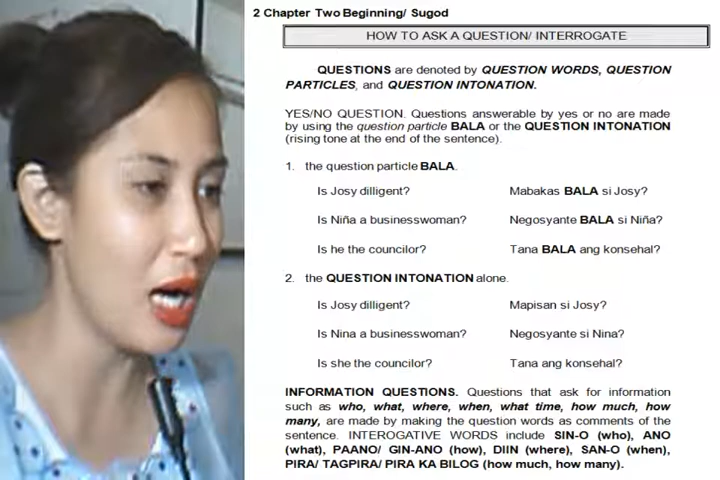 2 Chapter Two Beginning/ Sugod
HOW TO ASK A QUESTION/ INTERROGATE
QUESTIONS are denoted by QUESTION WORDS, QUESTION
PARTICLES, and QUESTION INTONATION.
YES/NO QUESTION. Questions answerable by yes or no are made
by using the question particle BALA or the QUESTION INTONATION
(rising tone at the end of the sentence).
1. the question particle BALA.
Is Josy dilligent? Mabakas BALA si Josy?
Is Niña a businesswoman? Negosyante BALA si Niña?
Is he the councilor? Tana BALA ang konsehal?
2. the QUESTION INTONATION alone.
Is Josy dilligent? Mapisan si Josy?
Is Nina a businesswoman? Negosyante si Nina?
Is she the councilor? Tana ang konsehal?
INFORMATION QUESTIONS. Questions that ask for information
such as who, what, where, when, what time, how much, how
many, are made by making the question words as comments of the
sentence. INTEROGATIVE WORDS include SIN-O (who), ANO
(what), PAANO/ GIN-ANO (how), DIIN (where), SAN-O (when),
PIRA/ TAGPIRA/ PIRA KA BILOG (how much, how many).